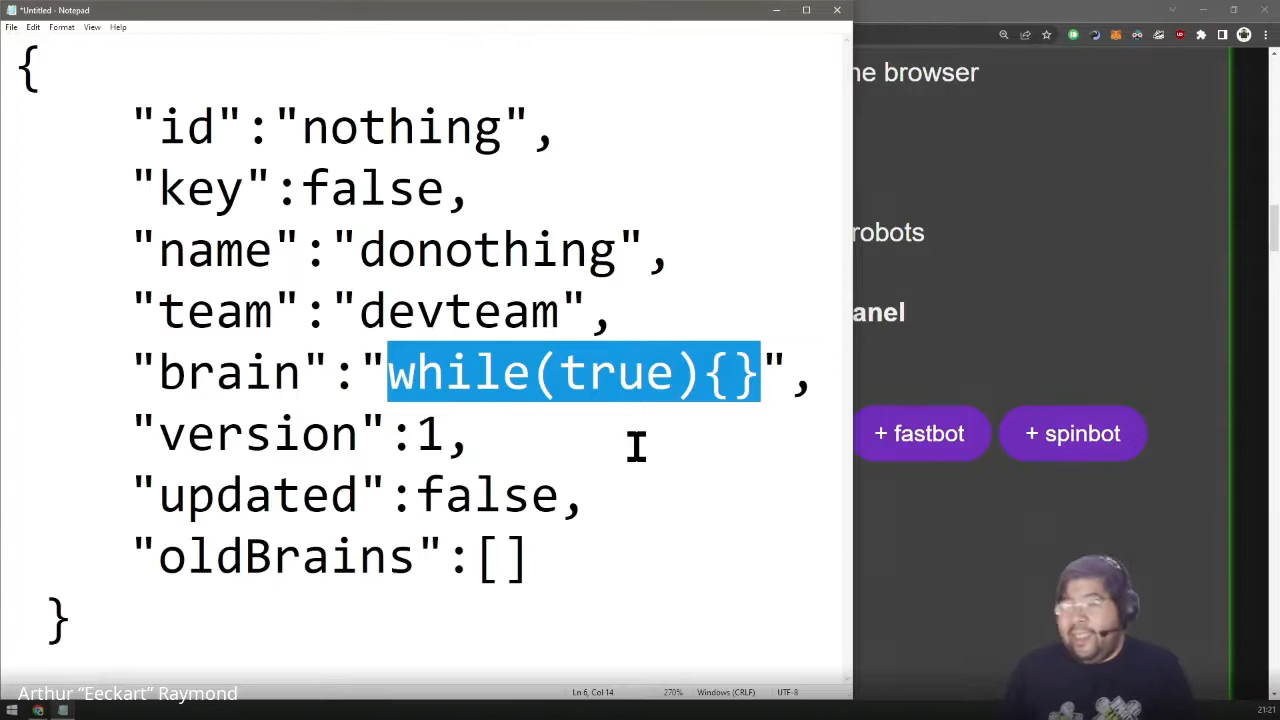 *Untitled - Notepad
File Edit Format View Help
{
"id":"nothing",
"key":false,
"name":"donothing",
"team":"devteam",
"brain":"while(true){}",
"version":1,
"updated":false,
"oldBrains":[]
}
Ln 6, Col 14 270% Windows (CRLF) UTF-8
he browser
robots
anel
+ fastbot + spinbot
Arthur “Eeckart” Raymond
21:21